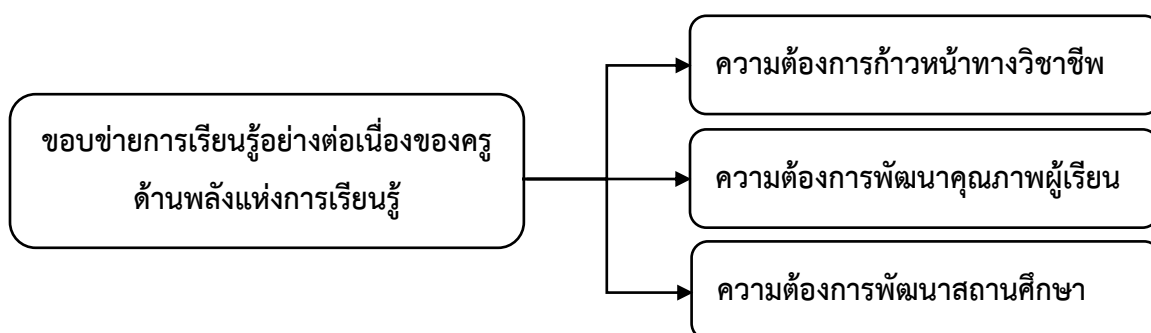 ขอบข่ายการเรียนรู้อย่างต่อเนื่องของครู
ด้านพลังแห่งการเรียนรู้
ความต้องการก้าวหน้าทางวิชาชีพ
ความต้องการพัฒนาคุณภาพผู้เรียน
ความต้องการพัฒนาสถานศึกษา